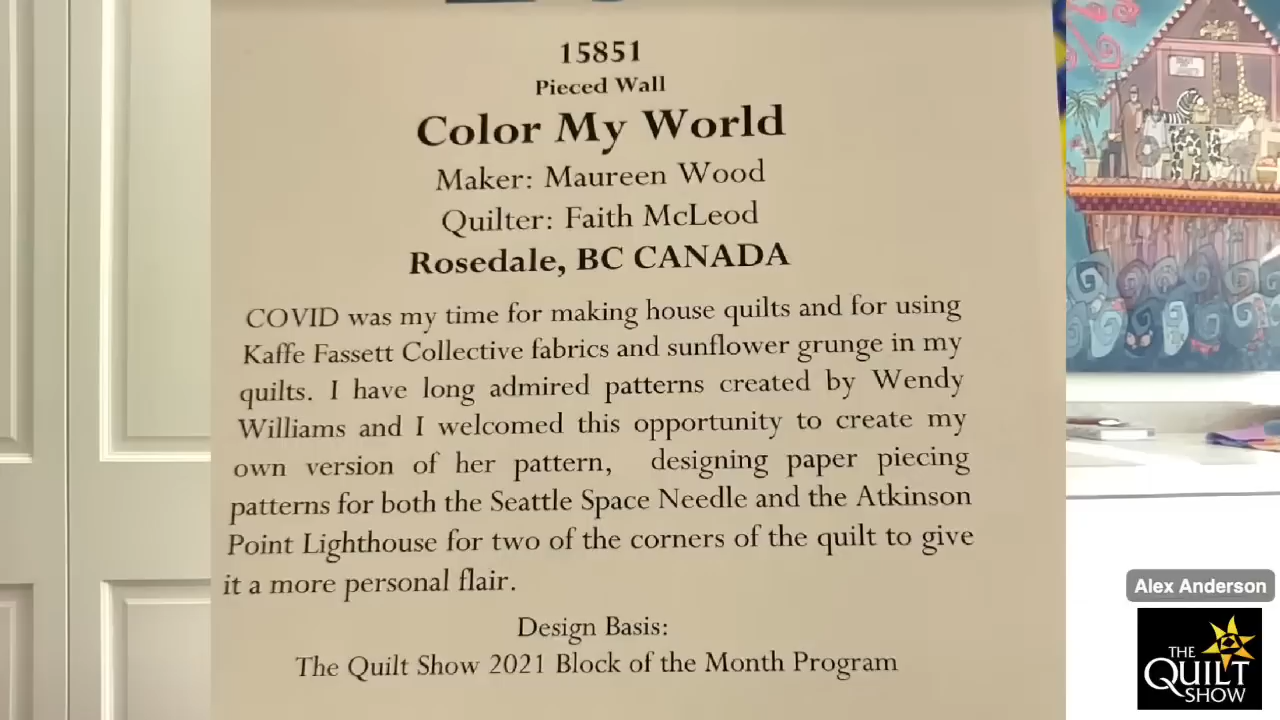 15851
Pieced Wall
Color My World
Maker: Maureen Wood
Quilter: Faith McLeod
Rosedale, BC CANADA
COVID was my time for making house quilts and for using
Kaffe Fassett Collective fabrics and sunflower grunge in my
quilts. I have long admired patterns created by Wendy
Williams and I welcomed this opportunity to create my
own version of her pattern, designing paper piecing
patterns for both the Seattle Space Needle and the Atkinson
Point Lighthouse for two of the corners of the quilt to give
it a more personal flair.
Design Basis:
The Quilt Show 2021 Block of the Month Program
Alex Anderson
THE
QUILT
SHOW